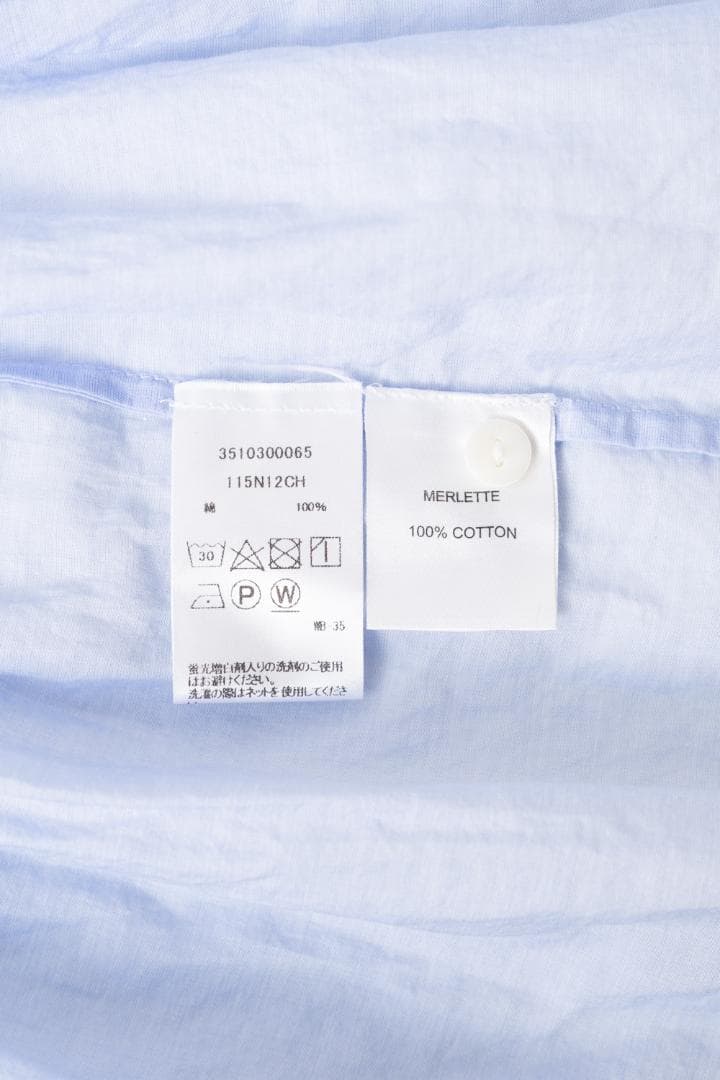 3510300065
115N12CH
綿 100%
30
P W
35
蛍光増白剤入りの洗剤のご使用
はお避けください。
洗濯の際はネットを使用してくださ
MERLETTE
100% COTTON